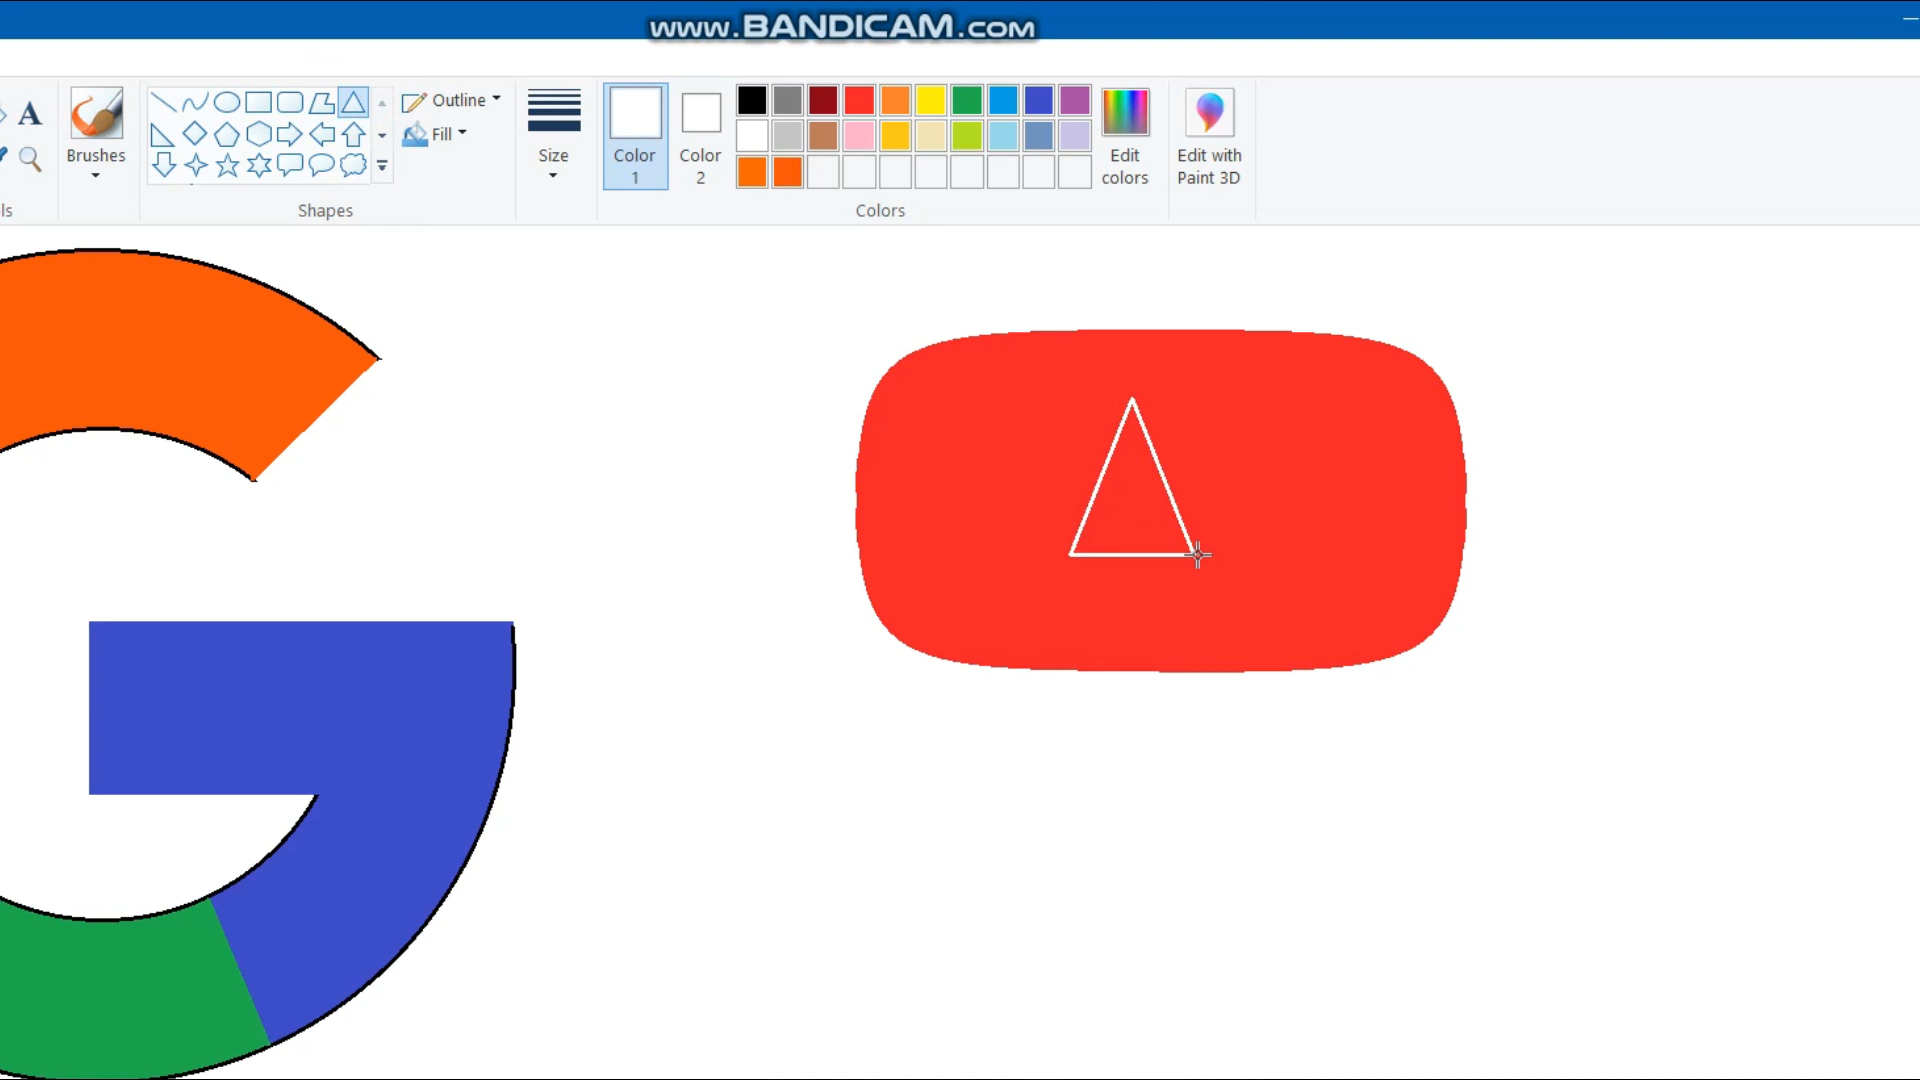 www.BANDICAM.com
A
Brushes
Outline
Fill
Size
Color
1
Color
2
Edit
colors
Edit with
Paint 3D
ls
Shapes
Colors